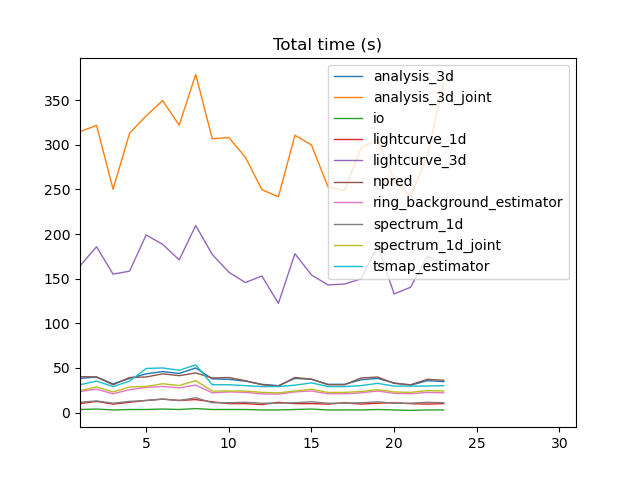 Total time (s)
350
300
250
200
150
100
50
0
5
10
15
20
25
30
analysis_3d
analysis_3d_joint
io
lightcurve_1d
lightcurve_3d
npred
ring_background_estimator
spectrum_1d
spectrum_1d_joint
tsmap_estimator